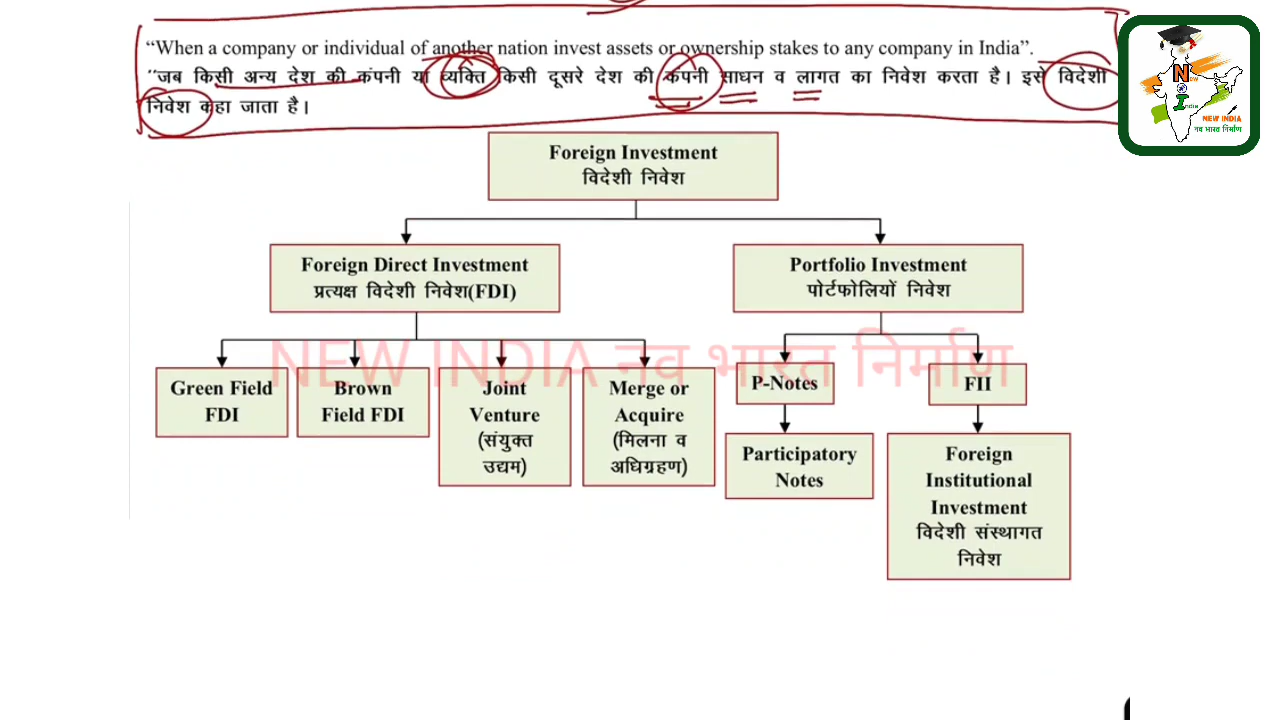 “When a company or individual of another nation invest assets or ownership stakes to any company in India”.
“जब किसी अन्य देश की कंपनी या व्यक्ति किसी दूसरे देश की कंपनी साधन व लागत का निवेश करता है। इसे विदेशी
निवेश कहा जाता है।
NEW INDIA
नव भारत निर्माण
Foreign Investment
विदेशी निवेश
Foreign Direct Investment
प्रत्यक्ष विदेशी निवेश(FDI)
Portfolio Investment
पोर्टफोलियों निवेश
NEW INDIA नव भारत निर्माण
Green Field
FDI
Brown
Field FDI
Joint
Venture
(संयुक्त
उद्यम)
Merge or
Acquire
(मिलना व
अधिग्रहण)
P-Notes
FII
Participatory
Notes
Foreign
Institutional
Investment
विदेशी संस्थागत
निवेश